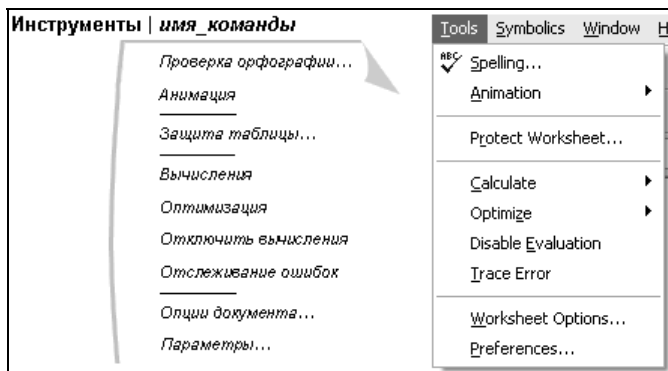 Инструменты | имя_команды
Проверка орфографии...
Анимация
Защита таблицы...
Вычисления
Оптимизация
Отключить вычисления
Отслеживание ошибок
Опции документа...
Параметры...
Tools Symbolics Window H
ABC Spelling...
Animation
Protect Worksheet...
Calculate
Optimize
Disable Evaluation
Trace Error
Worksheet Options...
Preferences...